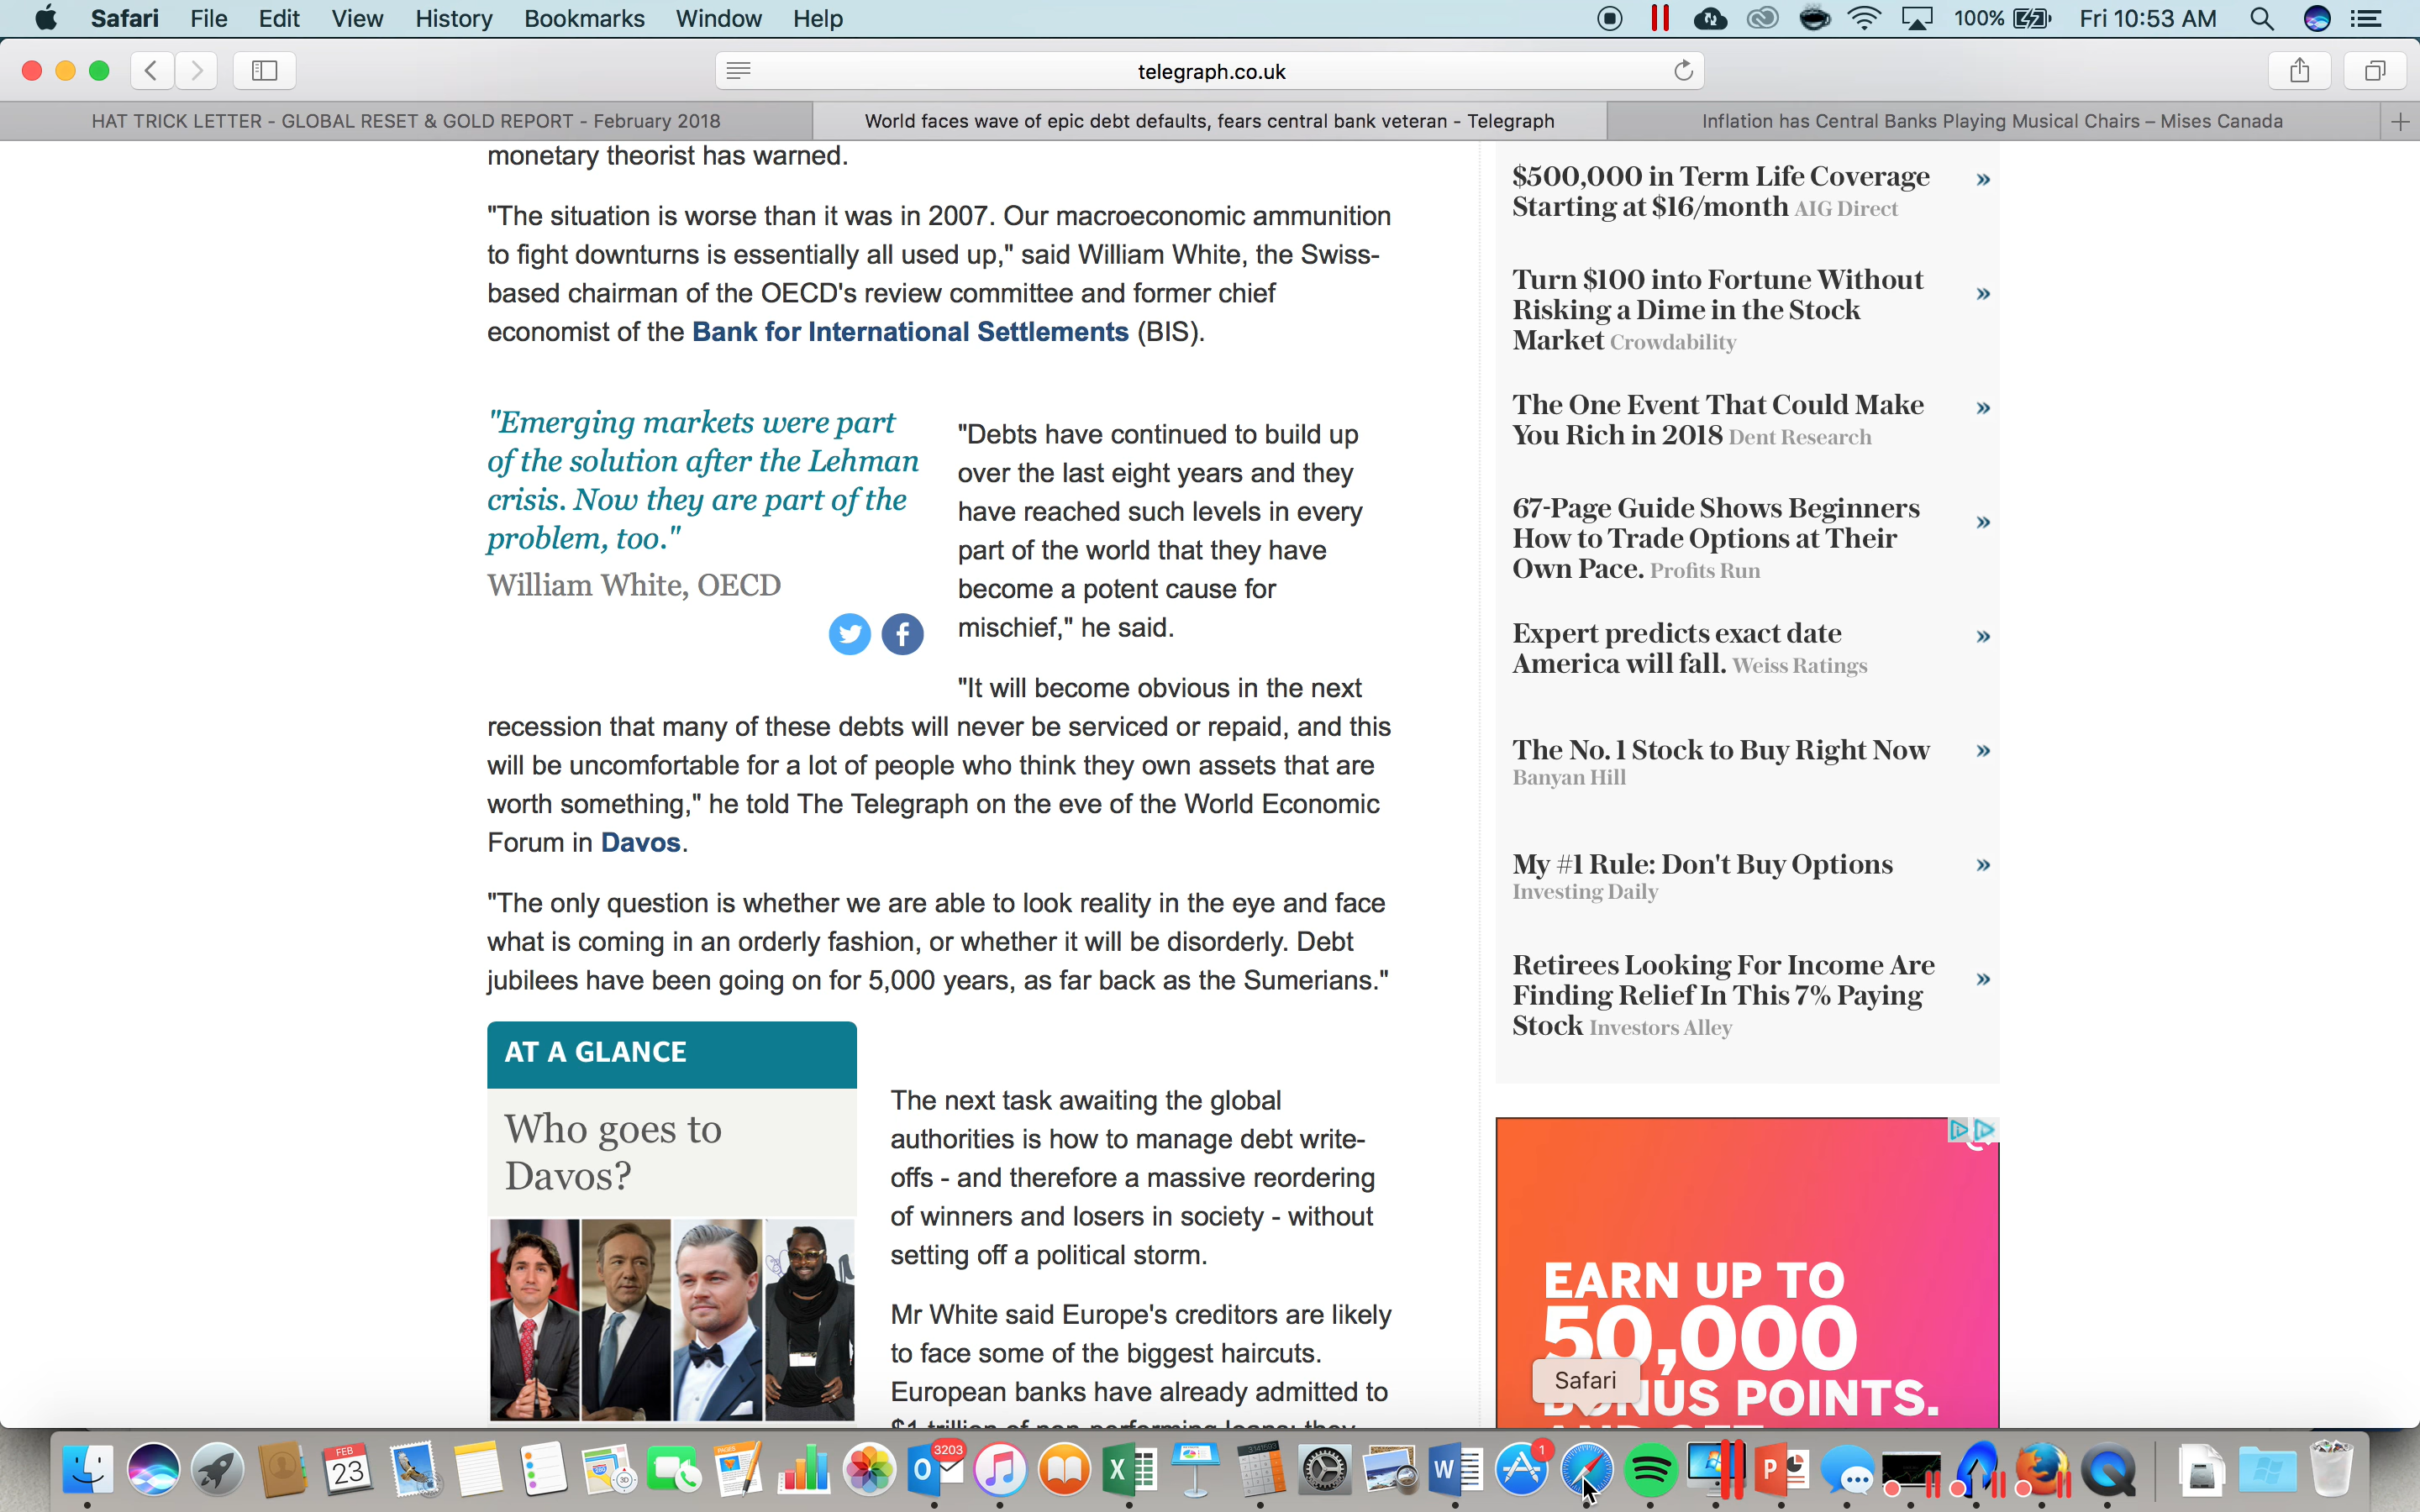 Safari File Edit View History Bookmarks Window Help 100% Fri 10:53 AM
telegraph.co.uk
HAT TRICK LETTER - GLOBAL RESET & GOLD REPORT - February 2018
World faces wave of epic debt defaults, fears central bank veteran - Telegraph
Inflation has Central Banks Playing Musical Chairs – Mises Canada
monetary theorist has warned.
"The situation is worse than it was in 2007. Our macroeconomic ammunition
to fight downturns is essentially all used up," said William White, the Swiss-
based chairman of the OECD's review committee and former chief
economist of the Bank for International Settlements (BIS).
"Emerging markets were part
of the solution after the Lehman
crisis. Now they are part of the
problem, too."
William White, OECD
"Debts have continued to build up
over the last eight years and they
have reached such levels in every
part of the world that they have
become a potent cause for
mischief," he said.
"It will become obvious in the next
recession that many of these debts will never be serviced or repaid, and this
will be uncomfortable for a lot of people who think they own assets that are
worth something," he told The Telegraph on the eve of the World Economic
Forum in Davos.
"The only question is whether we are able to look reality in the eye and face
what is coming in an orderly fashion, or whether it will be disorderly. Debt
jubilees have been going on for 5,000 years, as far back as the Sumerians."
AT A GLANCE
Who goes to
Davos?
The next task awaiting the global
authorities is how to manage debt write-
offs - and therefore a massive reordering
of winners and losers in society - without
setting off a political storm.
Mr White said Europe's creditors are likely
to face some of the biggest haircuts.
European banks have already admitted to
$1 trillion of non-performing loans: they
$500,000 in Term Life Coverage
Starting at $16/month AIG Direct
Turn $100 into Fortune Without
Risking a Dime in the Stock
Market Crowdability
The One Event That Could Make
You Rich in 2018 Dent Research
67-Page Guide Shows Beginners
How to Trade Options at Their
Own Pace. Profits Run
Expert predicts exact date
America will fall. Weiss Ratings
The No. 1 Stock to Buy Right Now
Banyan Hill
My #1 Rule: Don't Buy Options
Investing Daily
Retirees Looking For Income Are
Finding Relief In This 7% Paying
Stock Investors Alley
EARN UP TO
50,000
BONUS POINTS.
AND GET
Safari
FEB
23
PAGES
3203
1